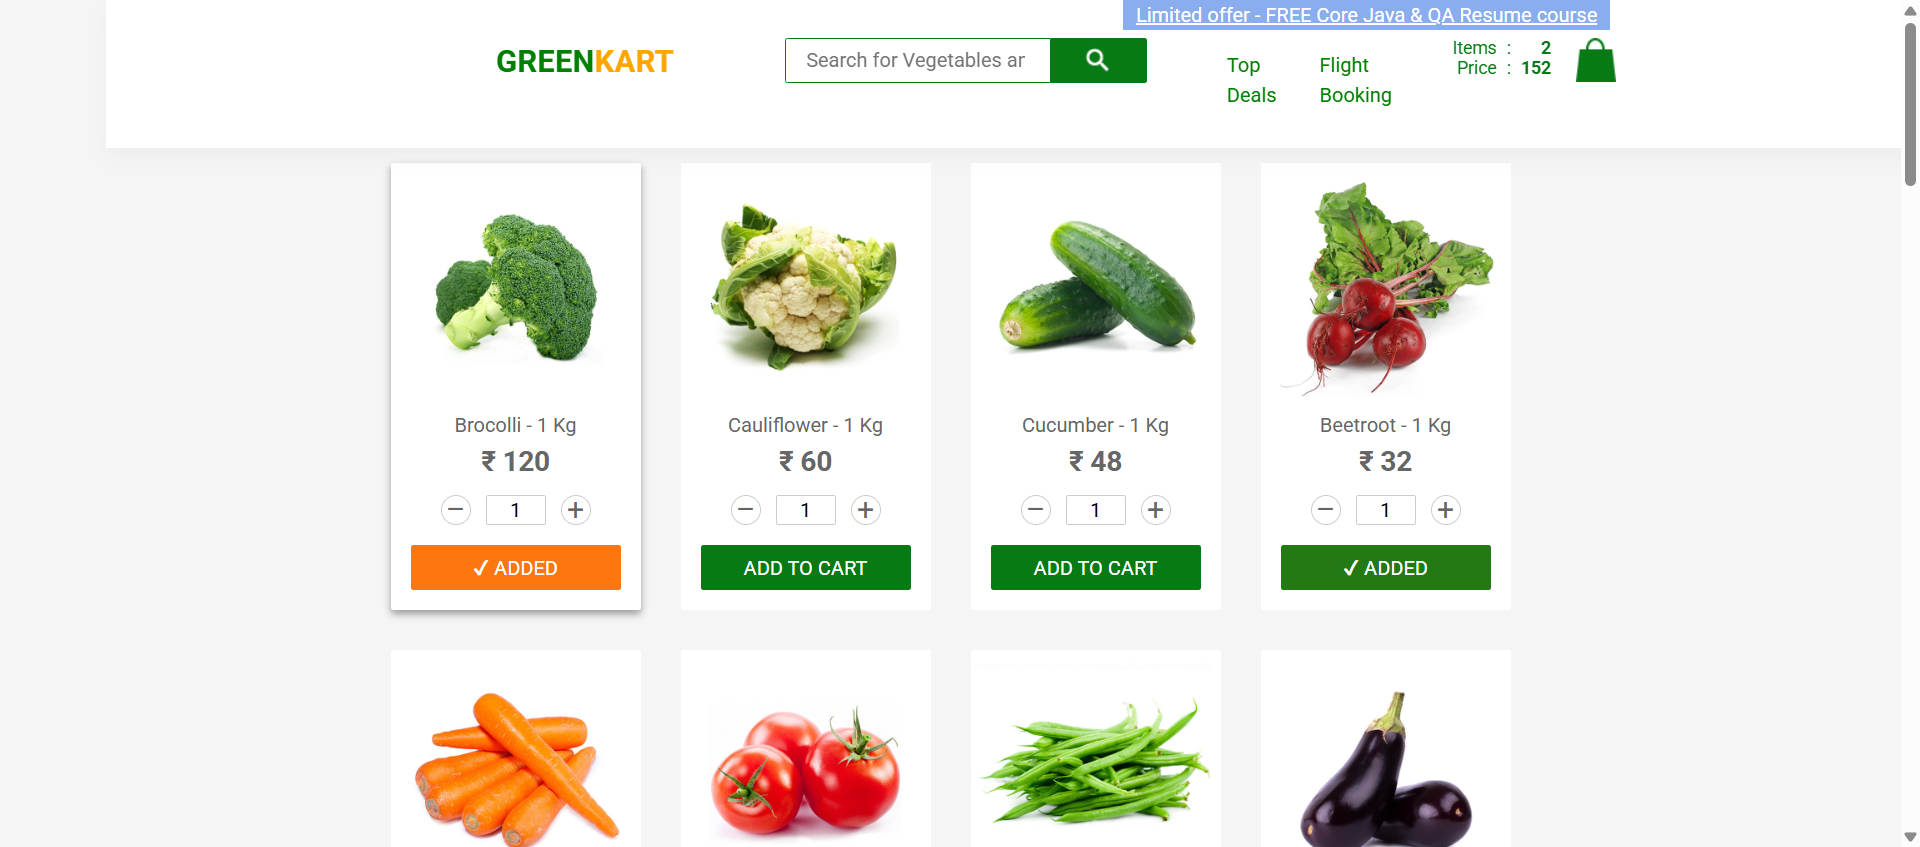 Limited offer - FREE Core Java & QA Resume course
GREENKART
Search for Vegetables ar
Top
Deals
Flight
Booking
Items : 2
Price : 152
Brocolli - 1 Kg
₹ 120
− 1 +
✓ ADDED
Cauliflower - 1 Kg
₹ 60
− 1 +
ADD TO CART
Cucumber - 1 Kg
₹ 48
− 1 +
ADD TO CART
Beetroot - 1 Kg
₹ 32
− 1 +
✓ ADDED